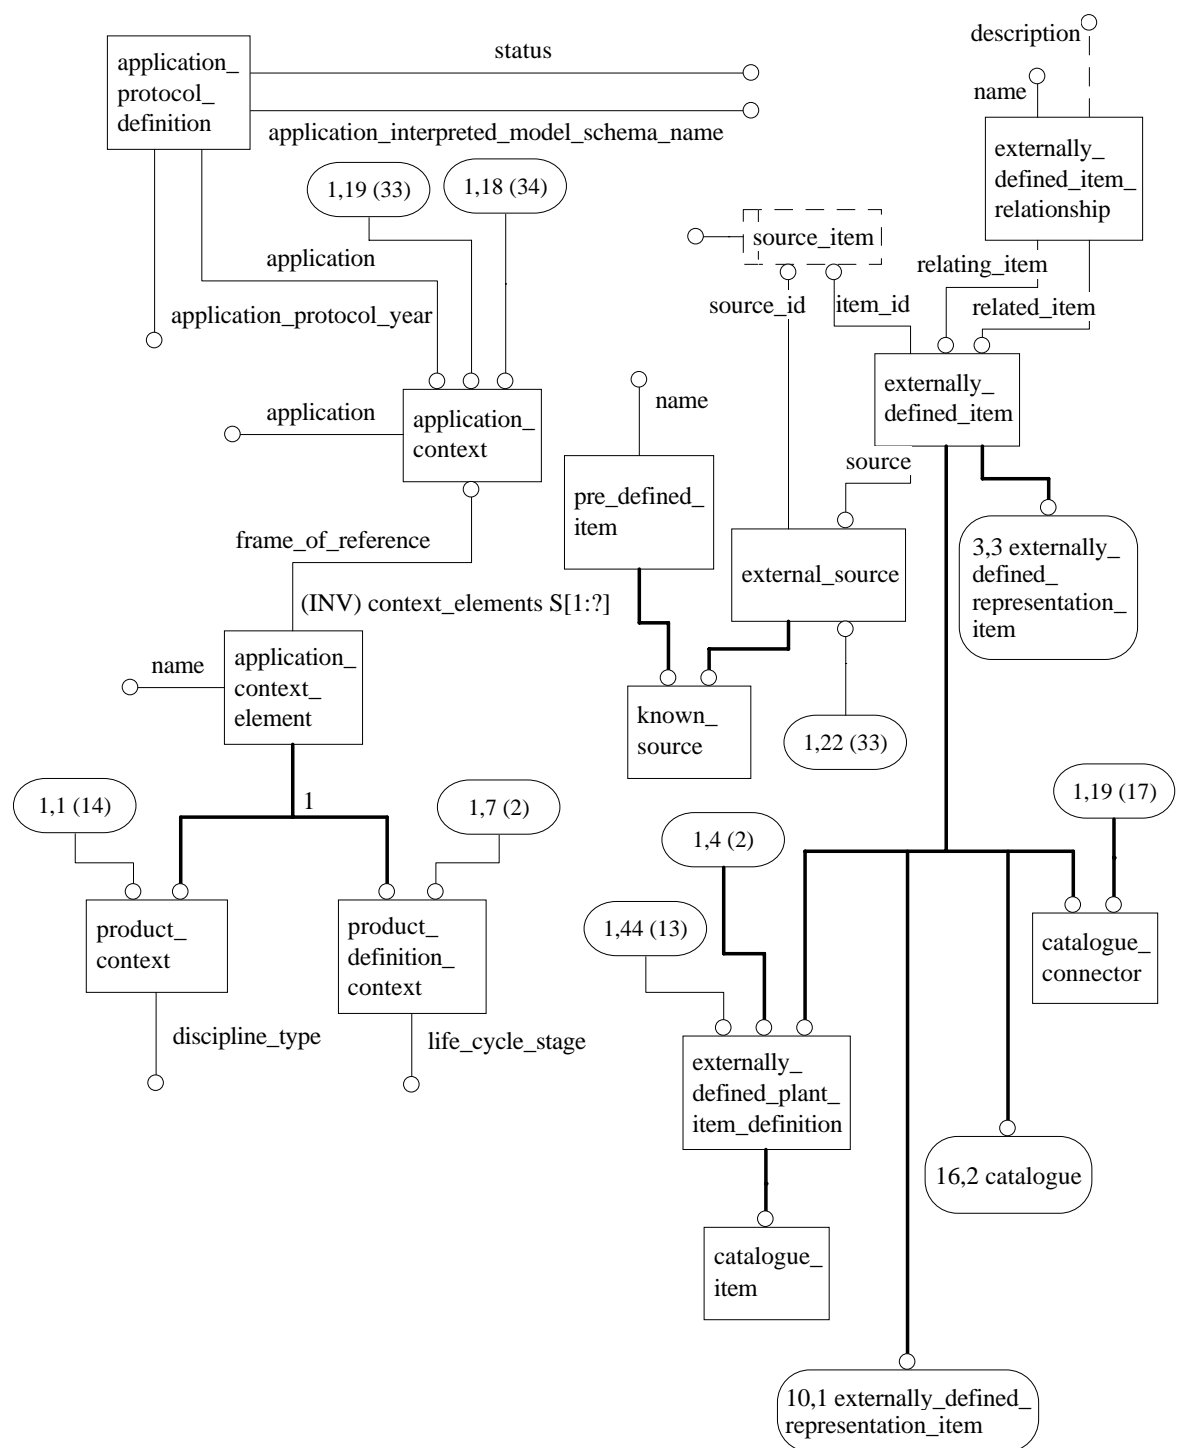 status
description
application_
protocol_
definition
name
application_interpreted_model_schema_name
externally_
defined_item_
relationship
1,19 (33)
1,18 (34)
source_item
application
relating_item
source_id
item_id
related_item
application_protocol_year
externally_
defined_item
name
application
application_
context
source
pre_defined_
item
frame_of_reference
external_source
3,3 externally_
defined_
representation_
item
(INV) context_elements S[1:?]
name
application_
context_
element
known_
source
1,22 (33)
1,1 (14)
1
1,7 (2)
1,19 (17)
1,4 (2)
product_
context
product_
definition_
context
1,44 (13)
catalogue_
connector
discipline_type
life_cycle_stage
externally_
defined_plant_
item_definition
16,2 catalogue
catalogue_
item
10,1 externally_defined_
representation_item